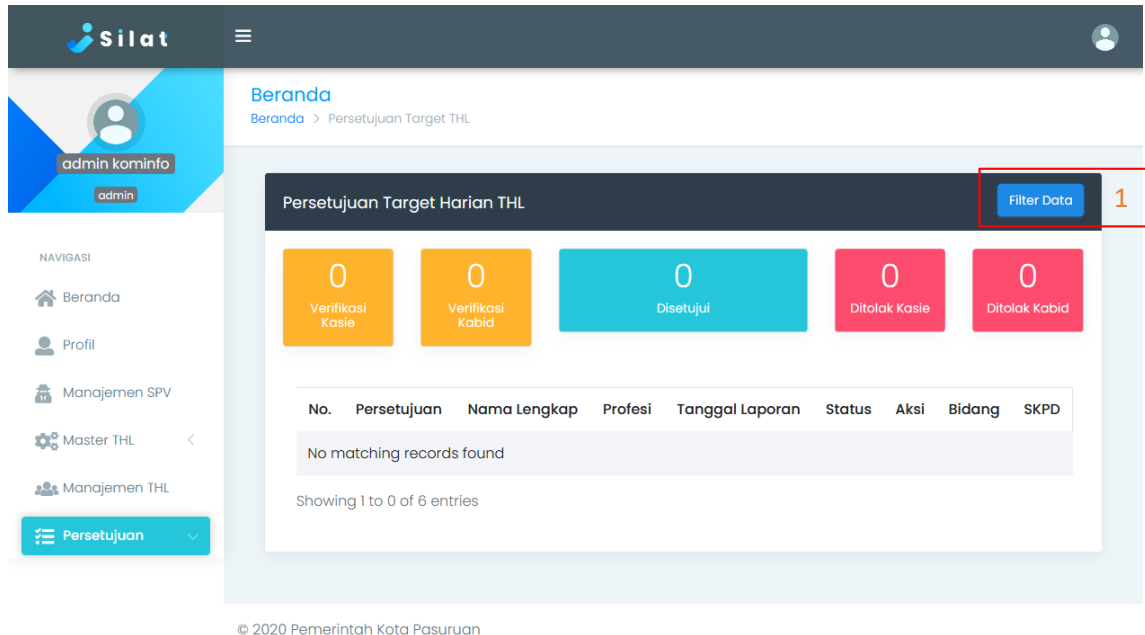 Silat
admin kominfo
admin
NAVIGASI
Beranda
Profil
Manajemen SPV
Master THL
Manajemen THL
Persetujuan
Beranda
Beranda > Persetujuan Target THL
Persetujuan Target Harian THL
Filter Data
1
0
Verifikasi
Kasie
0
Verifikasi
Kabid
0
Disetujui
0
Ditolak Kasie
0
Ditolak Kabid
No. Persetujuan Nama Lengkap Profesi Tanggal Laporan Status Aksi Bidang SKPD
No matching records found
Showing 1 to 0 of 6 entries
© 2020 Pemerintah Kota Pasuruan